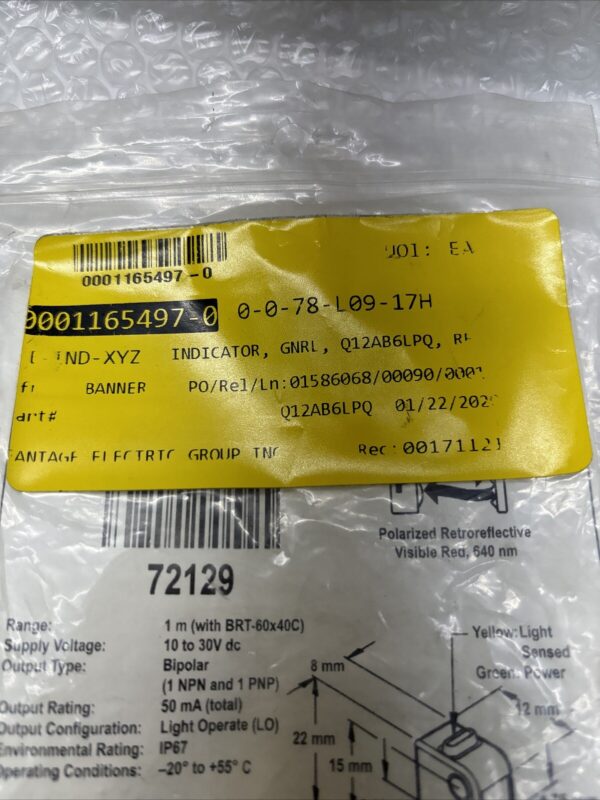 0001165497-0
UOI: EA
0001165497-0 0-0-78-L09-17H
IND-XYZ INDICATOR, GNRL, Q12AB6LPQ,
BANNER PO/Rel/Ln:01586068/00090/0001
art# Q12AB6LPQ 01/22/202
ANTAGE ELECTRIC GROUP INC Rec:
Polarized Retroreflective
Visible Red, 640 nm
72129
Range: 1 m (with BRT-60x40C)
Supply Voltage: 10 to 30V dc
Output Type: Bipolar
(1 NPN and 1 PNP)
Output Rating: 50 mA (total)
Output Configuration: Light Operate (LO)
Environmental Rating: IP67
Operating Conditions: –20° to +55° C
Yellow: Light
Sensed
Green: Power
8 mm
12 mm
22 mm
15 mm